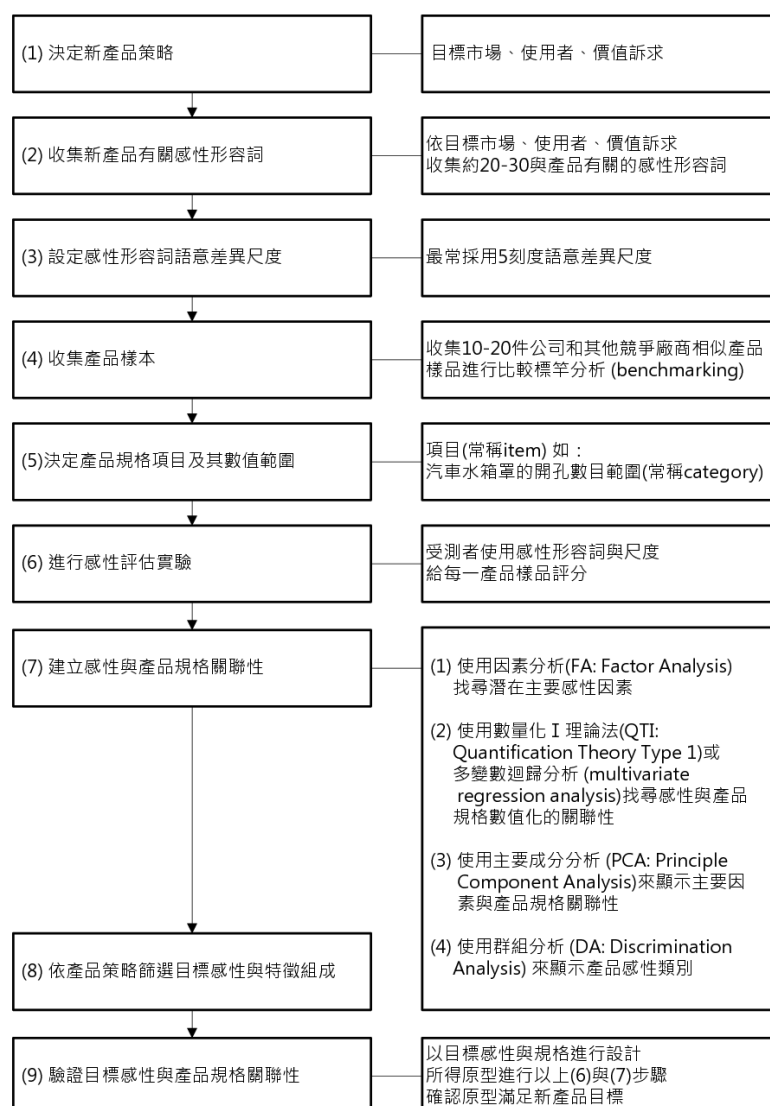 (1) 決定新產品策略
目標市場、使用者、價值訴求
(2) 收集新產品有關感性形容詞
依目標市場、使用者、價值訴求
收集約20-30與產品有關的感性形容詞
(3) 設定感性形容詞語意差異尺度
最常採用5刻度語意差異尺度
(4) 收集產品樣本
收集10-20件公司和其他競爭廠商相似產品
樣品進行比較標竿分析 (benchmarking)
(5)決定產品規格項目及其數值範圍
項目(常稱item) 如：
汽車水箱罩的開孔數目範圍(常稱category)
(6) 進行感性評估實驗
受測者使用感性形容詞與尺度
給每一產品樣品評分
(7) 建立感性與產品規格關聯性
(1) 使用因素分析(FA: Factor Analysis)
找尋潛在主要感性因素
(2) 使用數量化 I 理論法(QTI:
Quantification Theory Type 1)或
多變數迴歸分析 (multivariate
regression analysis)找尋感性與產品
規格數值化的關聯性
(3) 使用主要成分分析 (PCA: Principle
Component Analysis)來顯示主要因
素與產品規格關聯性
(4) 使用群組分析 (DA: Discrimination
Analysis) 來顯示產品感性類別
(8) 依產品策略篩選目標感性與特徵組成
(9) 驗證目標感性與產品規格關聯性
以目標感性與規格進行設計
所得原型進行以上(6)與(7)步驟
確認原型滿足新產品目標